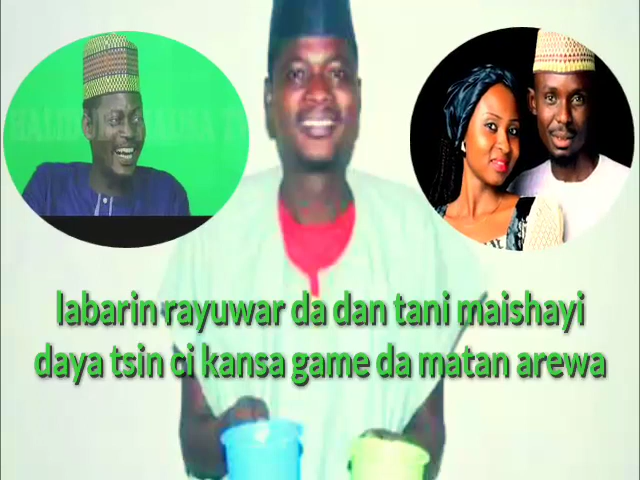 labarin rayuwar da dan tani maishayi
daya tsin ci kansa game da matan arewa